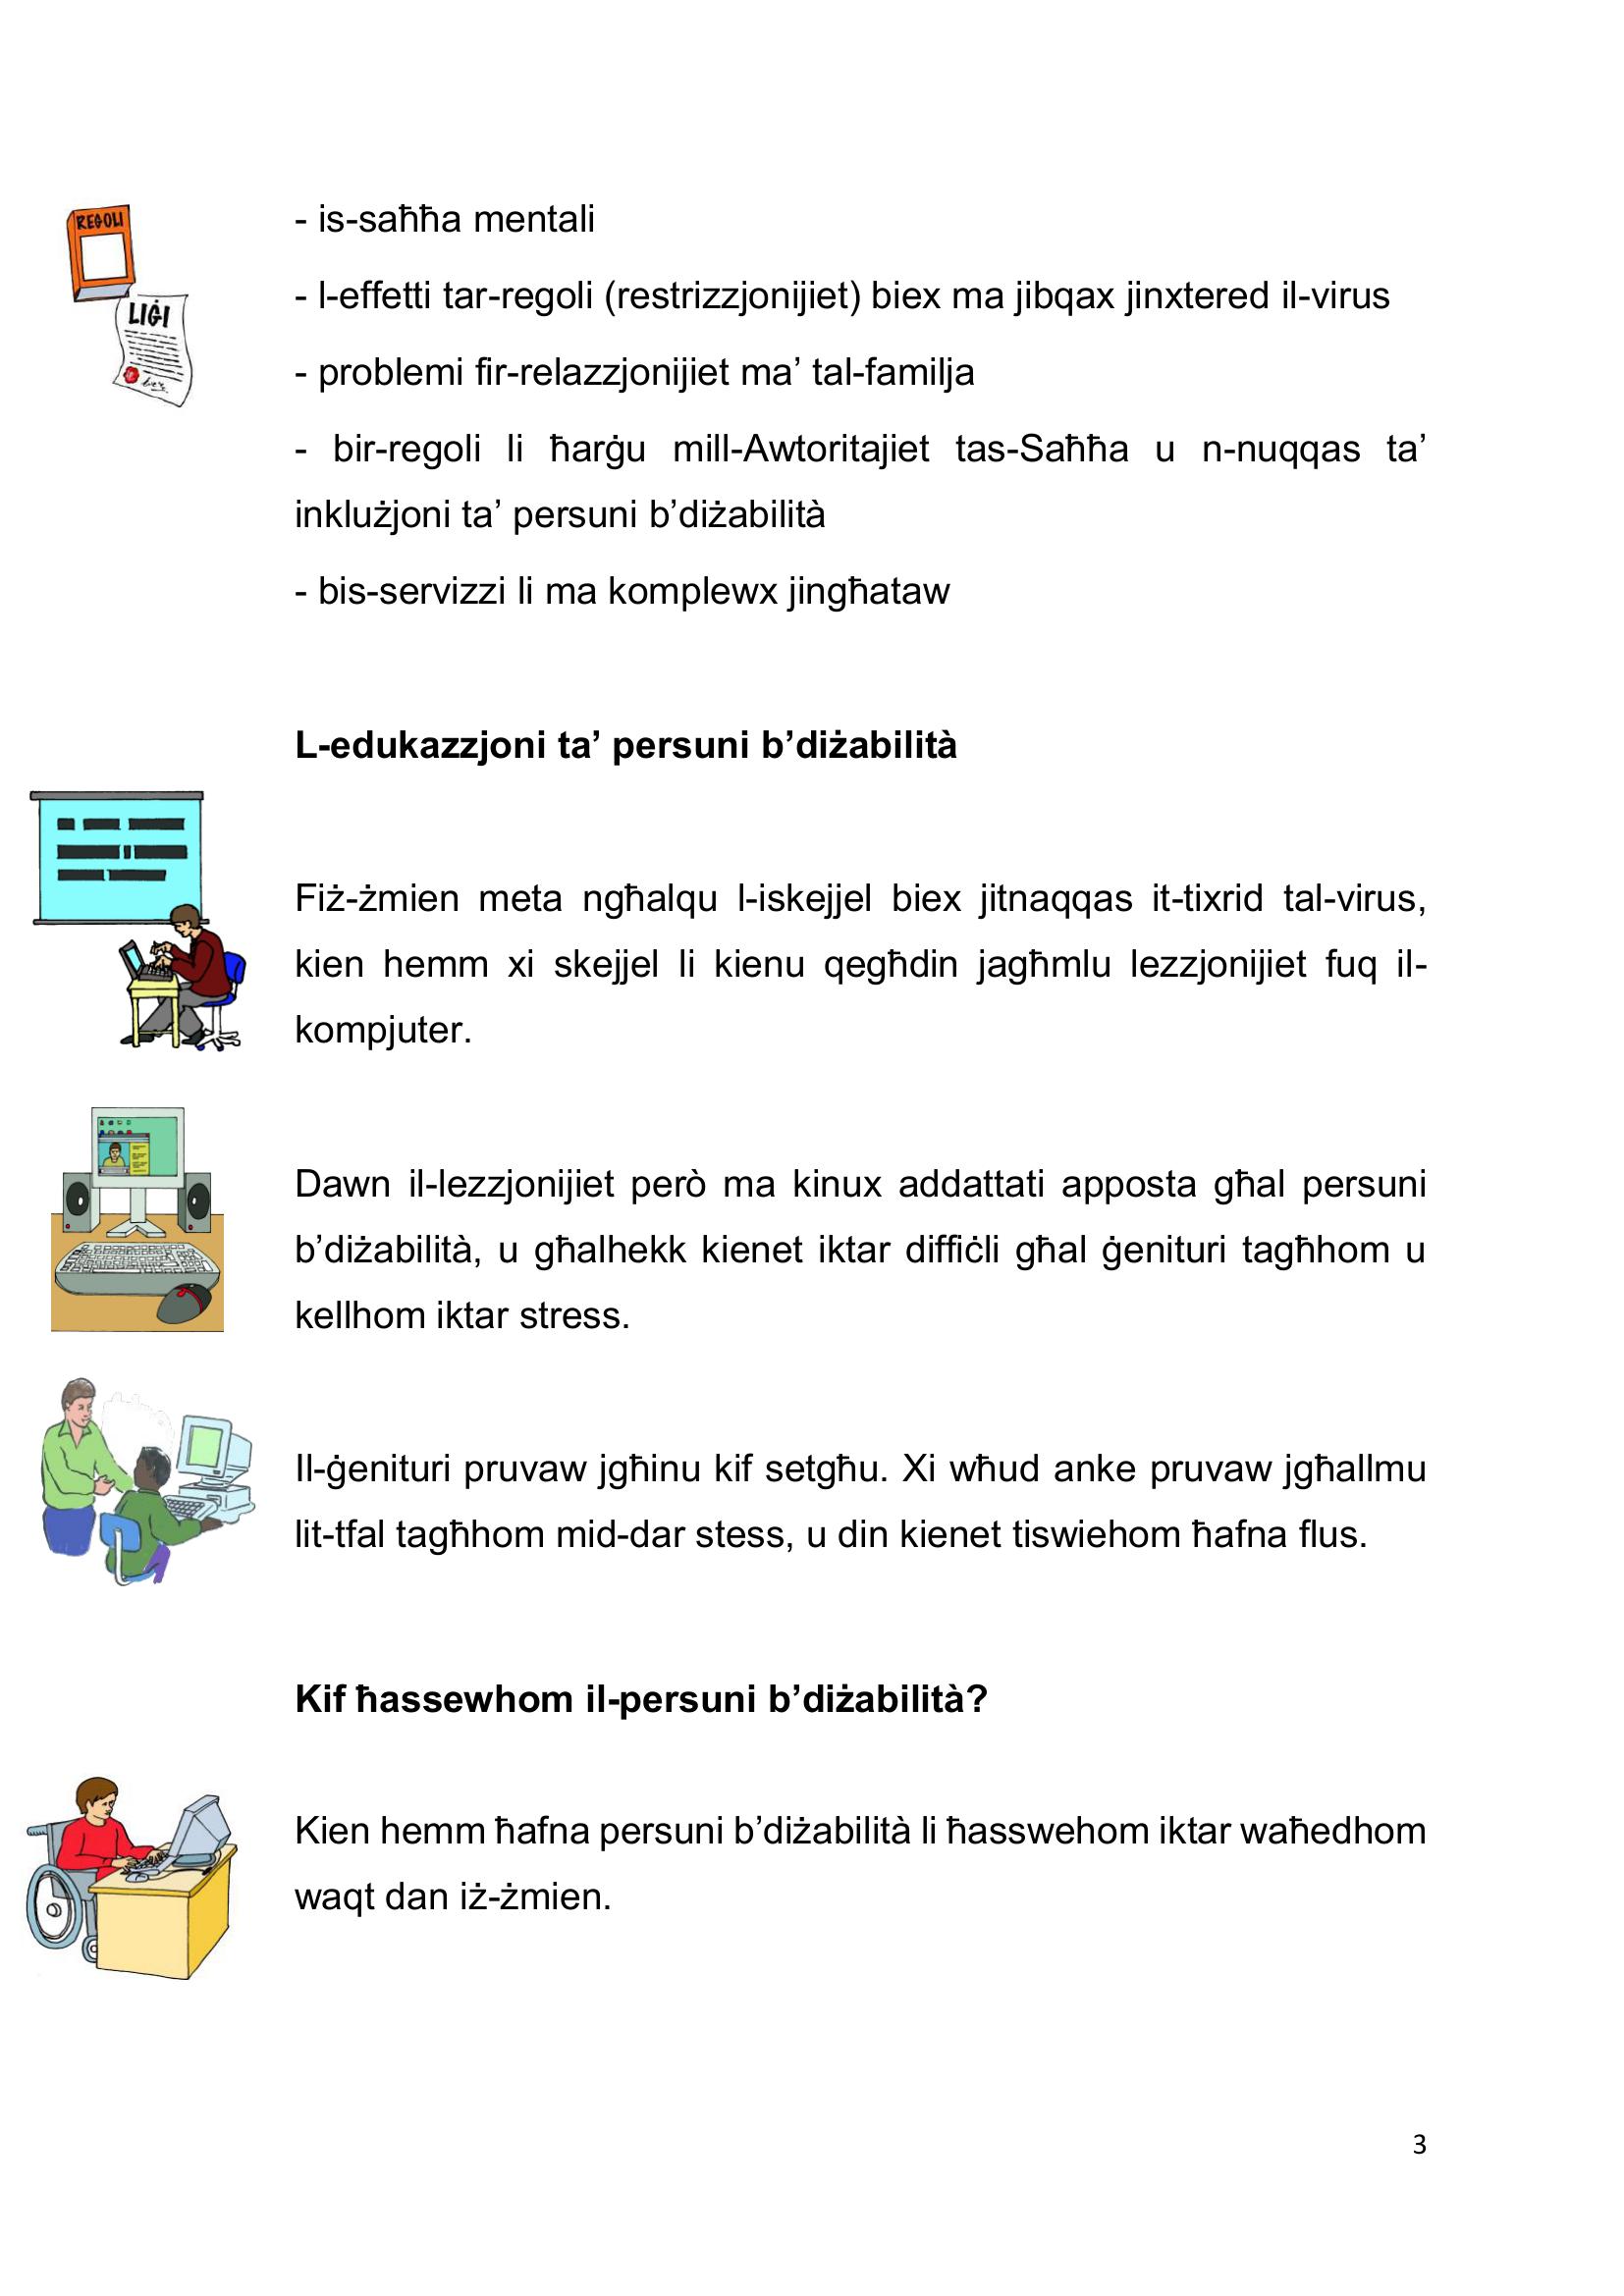 REGOLI
LIĠI
- is-saħħa mentali
- l-effetti tar-regoli (restrizzjonijiet) biex ma jibqax jinxtered il-virus
- problemi fir-relazzjonijiet ma’ tal-familja
- bir-regoli li ħarġu mill-Awtoritajiet tas-Saħħa u n-nuqqas ta’
inklużjoni ta’ persuni b’diżabilità
- bis-servizzi li ma komplewx jingħataw
L-edukazzjoni ta’ persuni b’diżabilità
Fiż-żmien meta ngħalqu l-iskejjel biex jitnaqqas it-tixrid tal-virus,
kien hemm xi skejjel li kienu qegħdin jagħmlu lezzjonijiet fuq il-
kompjuter.
Dawn il-lezzjonijiet però ma kinux addattati apposta għal persuni
b’diżabilità, u għalhekk kienet iktar diffiċli għal ġenituri tagħhom u
kellhom iktar stress.
Il-ġenituri pruvaw jgħinu kif setgħu. Xi wħud anke pruvaw jgħallmu
lit-tfal tagħhom mid-dar stess, u din kienet tiswiehom ħafna flus.
Kif ħassewhom il-persuni b’diżabilità?
Kien hemm ħafna persuni b’diżabilità li ħasswehom iktar waħedhom
waqt dan iż-żmien.
3